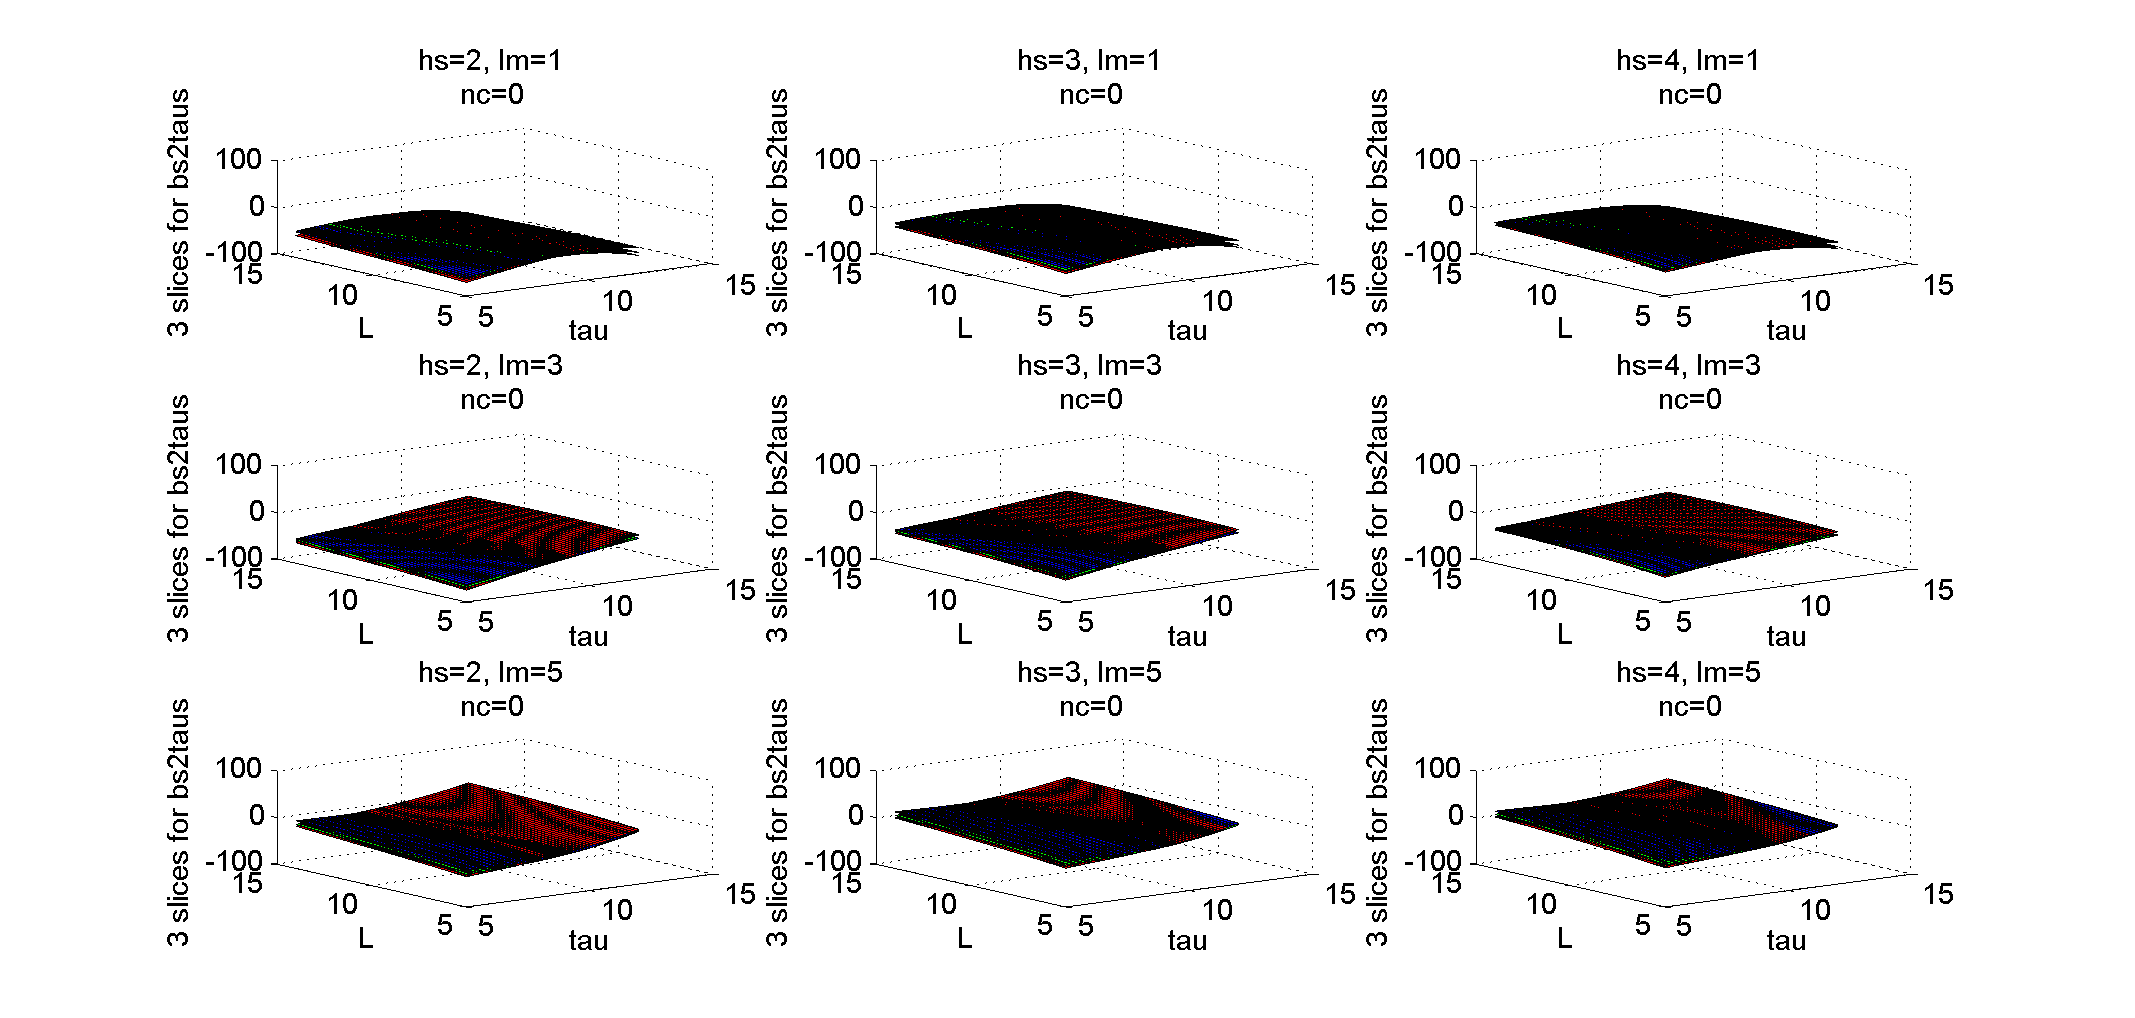 hs=2, lm=1
nc=0
3 slices for bs2taus
100
0
-100
15
10
5
L
5
10
15
tau
hs=3, lm=1
nc=0
3 slices for bs2taus
100
0
-100
15
10
5
L
5
10
15
tau
hs=4, lm=1
nc=0
3 slices for bs2taus
100
0
-100
15
10
5
L
5
10
15
tau
hs=2, lm=3
nc=0
3 slices for bs2taus
100
0
-100
15
10
5
L
5
10
15
tau
hs=3, lm=3
nc=0
3 slices for bs2taus
100
0
-100
15
10
5
L
5
10
15
tau
hs=4, lm=3
nc=0
3 slices for bs2taus
100
0
-100
15
10
5
L
5
10
15
tau
hs=2, lm=5
nc=0
3 slices for bs2taus
100
0
-100
15
10
5
L
5
10
15
tau
hs=3, lm=5
nc=0
3 slices for bs2taus
100
0
-100
15
10
5
L
5
10
15
tau
hs=4, lm=5
nc=0
3 slices for bs2taus
100
0
-100
15
10
5
L
5
10
15
tau